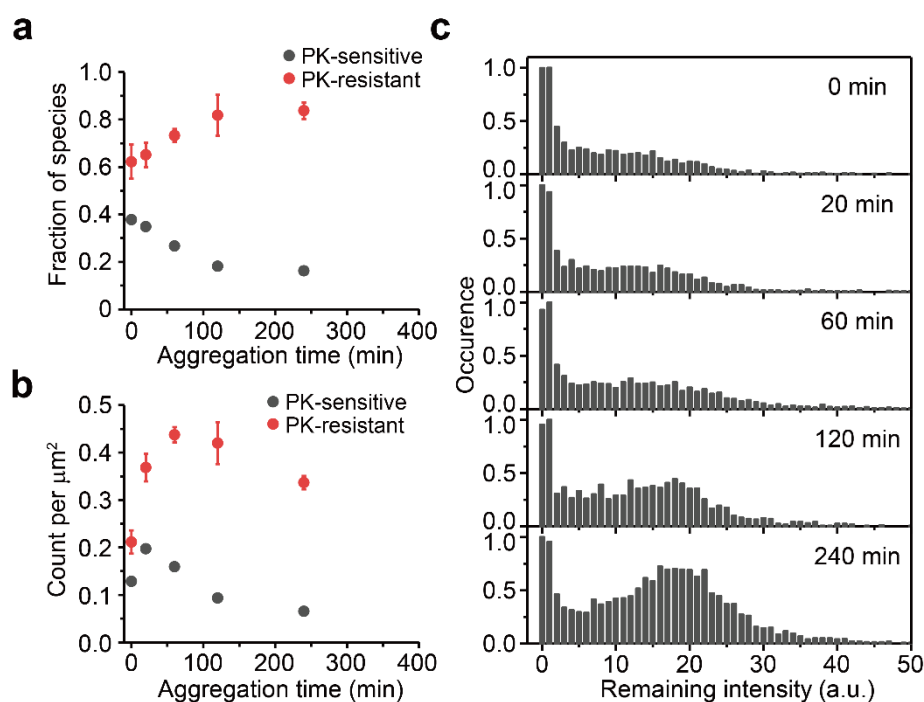 a
PK-sensitive
PK-resistant
1.0
0.8
0.6
0.4
0.2
0
Fraction of species
0 100 200 300 400
Aggregation time (min)
b
PK-sensitive
PK-resistant
0.5
0.4
0.3
0.2
0.1
0.0
Count per μm²
0 100 200 300 400
Aggregation time (min)
c
Occurence
1.0
0.5
0.0
0 min
1.0
0.5
0.0
20 min
1.0
0.5
0.0
60 min
1.0
0.5
0.0
120 min
1.0
0.5
0.0
240 min
0 10 20 30 40 50
Remaining intensity (a.u.)